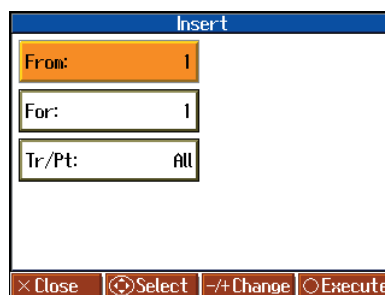 Insert
From: 1
For: 1
Tr/Pt: All
×Close Select -/+Change ○Execute